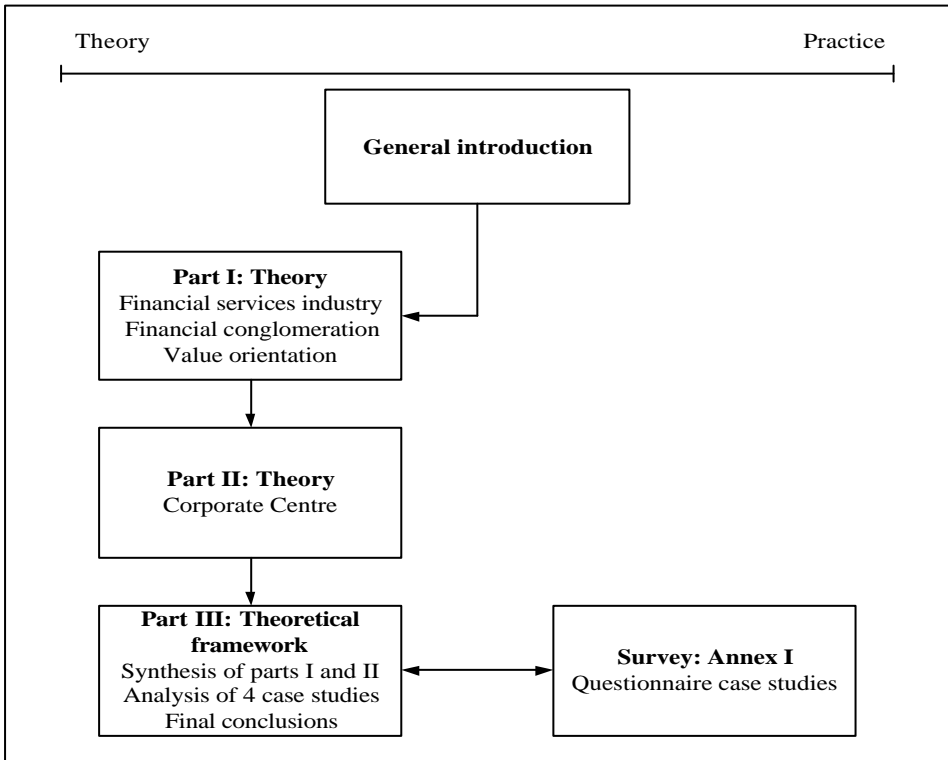 Theory
Practice
General introduction
Part I: Theory
Financial services industry
Financial conglomeration
Value orientation
Part II: Theory
Corporate Centre
Part III: Theoretical
framework
Synthesis of parts I and II
Analysis of 4 case studies
Final conclusions
Survey: Annex I
Questionnaire case studies